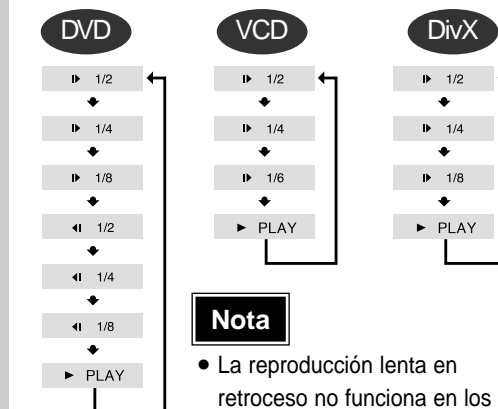 DVD
I▶ 1/2
I▶ 1/4
I▶ 1/8
◀I 1/2
◀I 1/4
◀I 1/8
▶ PLAY
VCD
I▶ 1/2
I▶ 1/4
I▶ 1/6
▶ PLAY
DivX
I▶ 1/2
I▶ 1/4
I▶ 1/8
▶ PLAY
Nota
• La reproducción lenta en
retroceso no funciona en los